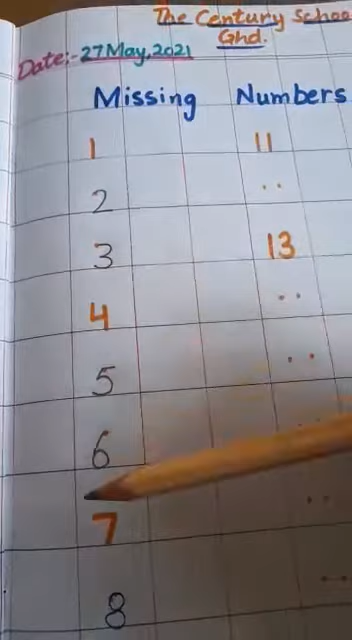 The Century School
Ghd.
Date:- 27 May, 2021
Missing Numbers
1 11
2 ..
3 13
4 ..
5 ..
6
7 ..
8 ..